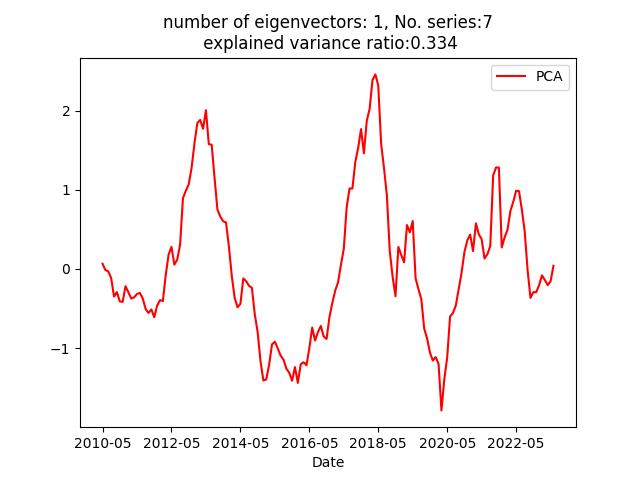 number of eigenvectors: 1, No. series:7
explained variance ratio:0.334
PCA
2
1
0
−1
2010-05 2012-05 2014-05 2016-05 2018-05 2020-05 2022-05
Date